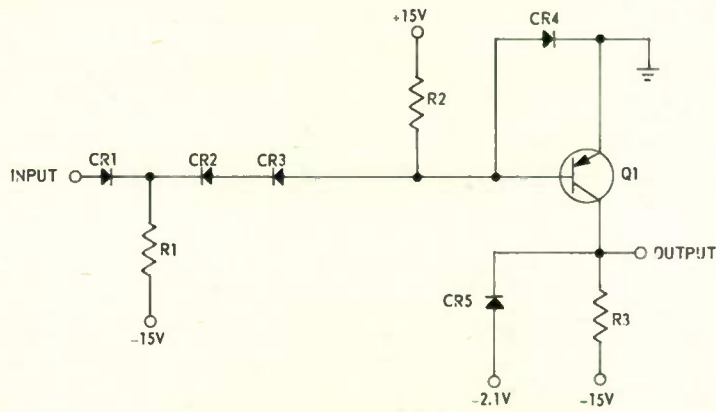 +15V
CR4
R2
CR1
CR2
CR3
INPUT
Q1
R1
OUTPUT
CR5
R3
-15V
-2.1V
-15V